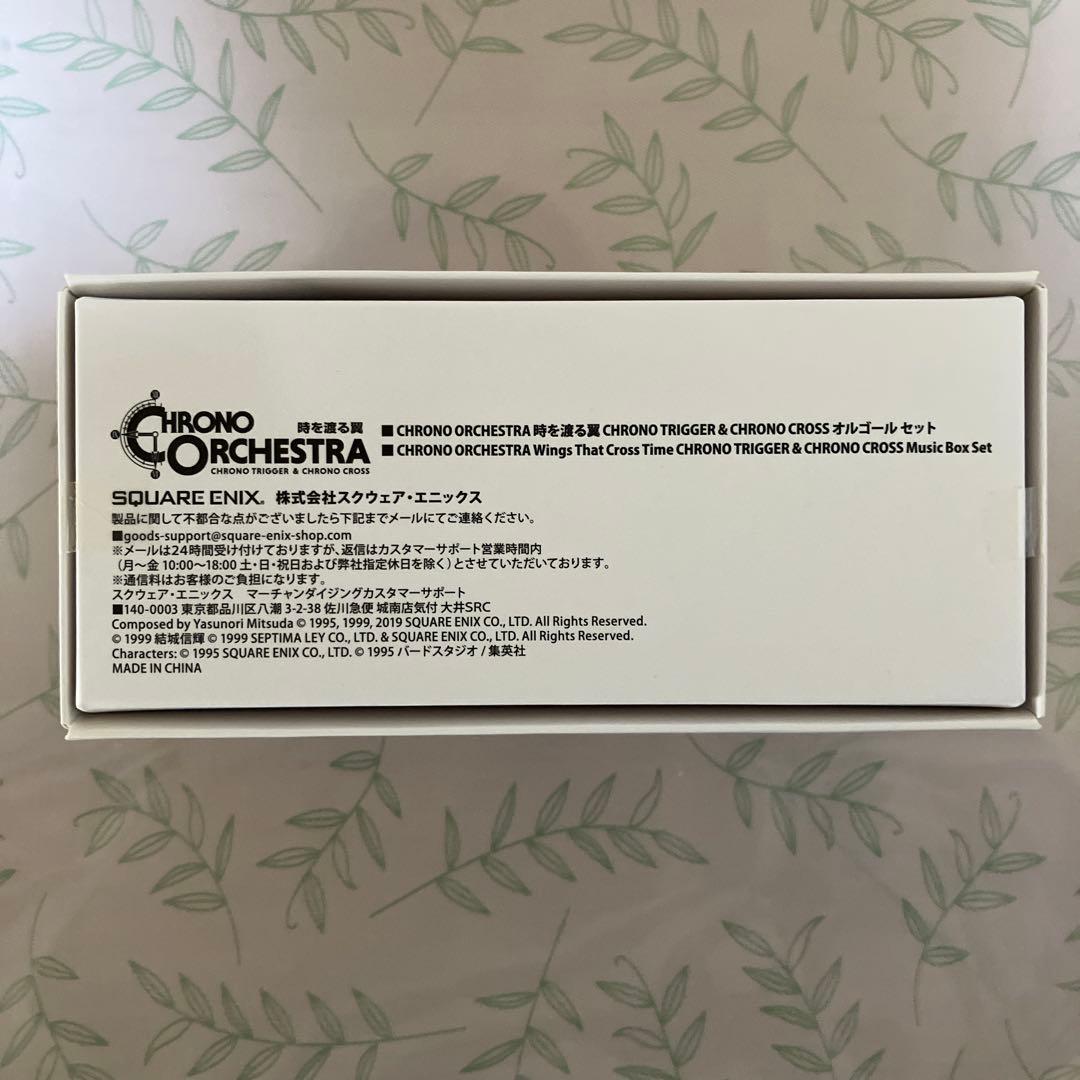 CHRONO
時を渡る翼
ORCHESTRA
CHRONO TRIGGER & CHRONO CROSS
■ CHRONO ORCHESTRA 時を渡る翼 CHRONO TRIGGER & CHRONO CROSS オルゴール セット
■ CHRONO ORCHESTRA Wings That Cross Time CHRONO TRIGGER & CHRONO CROSS Music Box Set
SQUARE ENIX® 株式会社スクウェア・エニックス
製品に関して不都合な点がございましたら下記までメールにてご連絡ください。
■goods-support@square-enix-shop.com
※メールは24時間受け付けておりますが、返信はカスタマーサポート営業時間内
（月～金 10:00～18:00 土・日・祝日および弊社指定休日を除く）とさせていただいております。
※通信料はお客様のご負担になります。
スクウェア・エニックス　マーチャンダイジングカスタマーサポート
■140-0003 東京都品川区八潮 3-2-38 佐川急便 城南店気付 大井SRC
Composed by Yasunori Mitsuda © 1995, 1999, 2019 SQUARE ENIX CO., LTD. All Rights Reserved.
© 1999 結城信輝 © 1999 SEPTIMA LEY CO., LTD. & SQUARE ENIX CO., LTD. All Rights Reserved.
Characters: © 1995 SQUARE ENIX CO., LTD. © 1995 バードスタジオ / 集英社
MADE IN CHINA